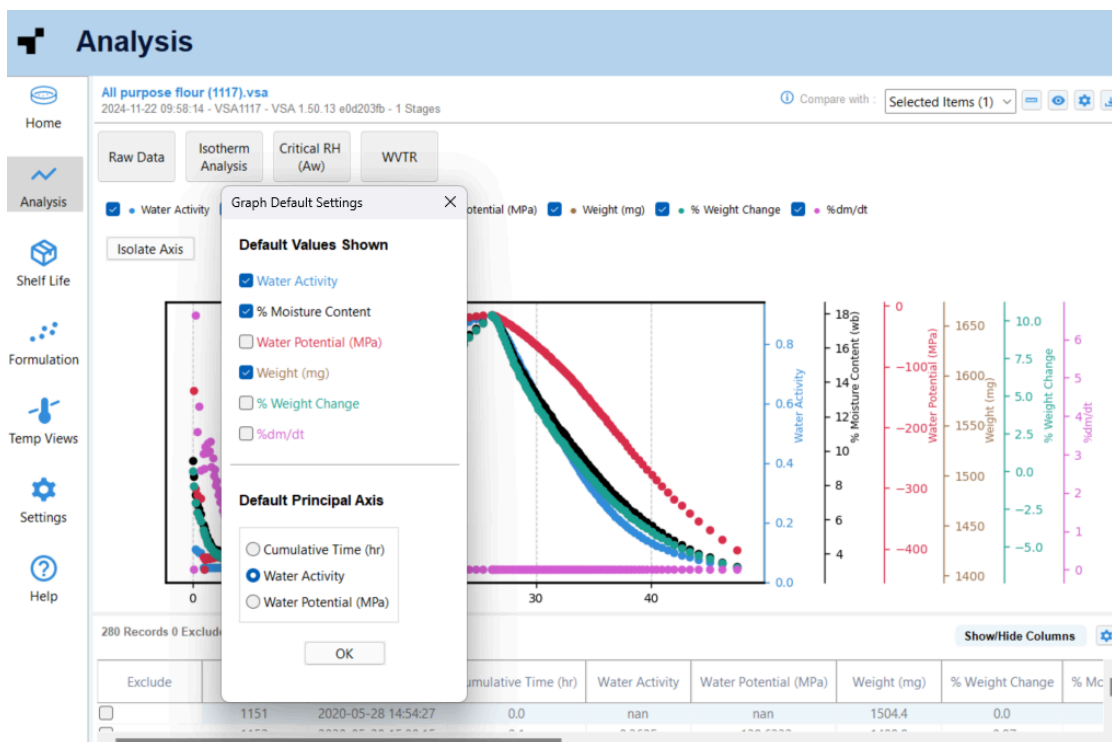 Analysis
Home
Analysis
Shelf Life
Formulation
Temp Views
Settings
Help
All purpose flour (1117).vsa
2024-11-22 09:58:14 - VSA1117 - VSA 1.50.13 e0d203fb - 1 Stages
Compare with :
Selected Items (1)
Raw Data
Isotherm
Analysis
Critical RH
(Aw)
WVTR
Water Activity
otential (MPa)
Weight (mg)
% Weight Change
%dm/dt
Isolate Axis
Graph Default Settings
Default Values Shown
Water Activity
% Moisture Content
Water Potential (MPa)
Weight (mg)
% Weight Change
%dm/dt
Default Principal Axis
Cumulative Time (hr)
Water Activity
Water Potential (MPa)
OK
0
30
40
0.8
0.6
0.4
0.2
0.0
Water Activity
18
16
14
12
10
8
6
4
% Moisture Content (wb)
0
−100
−200
−300
−400
Water Potential (MPa)
1650
1600
1550
1500
1450
1400
Weight (mg)
10.0
7.5
5.0
2.5
0.0
−2.5
−5.0
% Weight Change
6
5
4
3
2
1
0
%dm/dt
280 Records 0 Exclude
Show/Hide Columns
Exclude
umulative Time (hr) Water Activity Water Potential (MPa) Weight (mg) % Weight Change % Mo
1151 2020-05-28 14:54:27 0.0 nan nan 1504.4 0.0